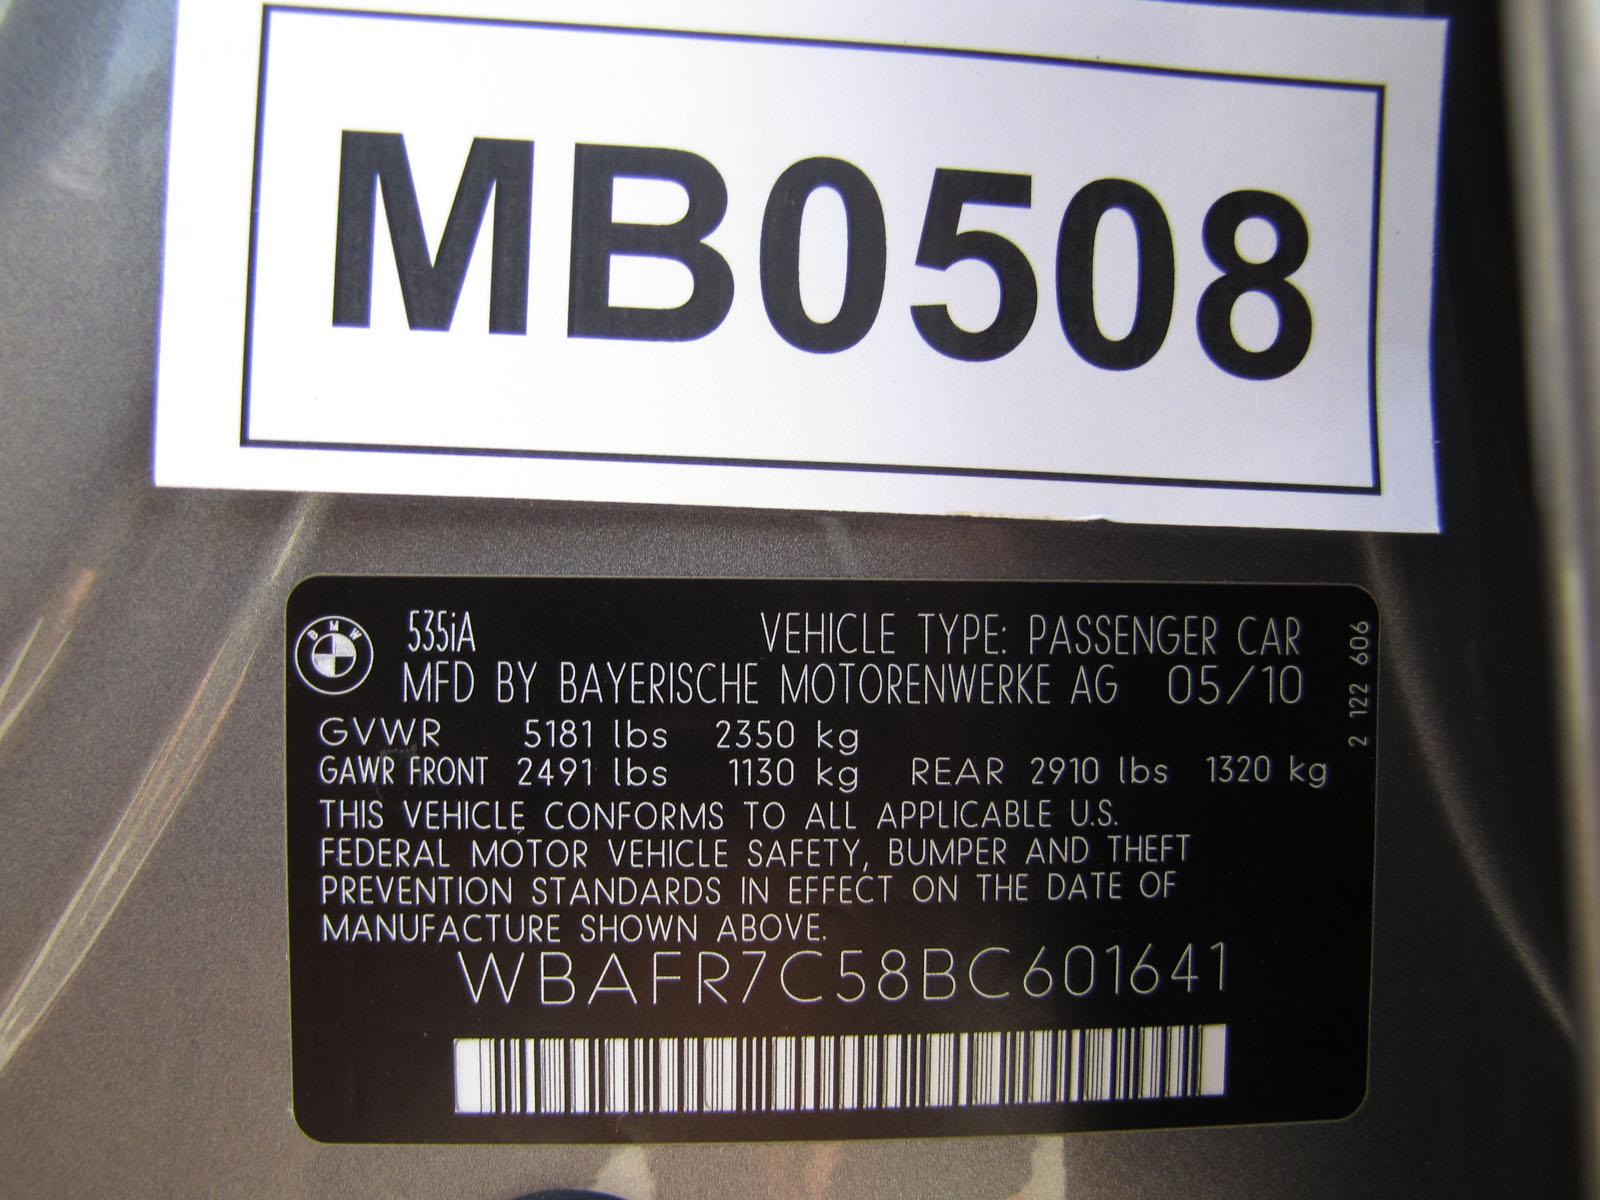 MB0508
BMW
535iA VEHICLE TYPE: PASSENGER CAR
MFD BY BAYERISCHE MOTORENWERKE AG 05/10
GVWR 5181 lbs 2350 kg
GAWR FRONT 2491 lbs 1130 kg REAR 2910 lbs 1320 kg
THIS VEHICLE CONFORMS TO ALL APPLICABLE U.S.
FEDERAL MOTOR VEHICLE SAFETY, BUMPER AND THEFT
PREVENTION STANDARDS IN EFFECT ON THE DATE OF
MANUFACTURE SHOWN ABOVE.
WBAFR7C58BC601641
2 122 606